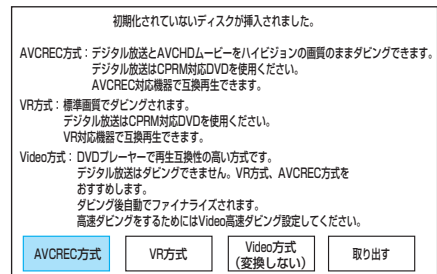 初期化されていないディスクが挿入されました。
AVCREC方式：デジタル放送とAVCHDムービーをハイビジョンの画質のままダビングできます。
デジタル放送はCPRM対応DVDを使用ください。
AVCREC対応機器で互換再生できます。
VR方式：標準画質でダビングされます。
デジタル放送はCPRM対応DVDを使用ください。
VR対応機器で互換再生できます。
Video方式：DVDプレーヤーで再生互換性の高い方式です。
デジタル放送はダビングできません。VR方式、AVCREC方式を
おすすめします。
ダビング後自動でファイナライズされます。
高速ダビングをするためにはVideo高速ダビング設定してください。
AVCREC方式
VR方式
Video方式
（変換しない）
取り出す